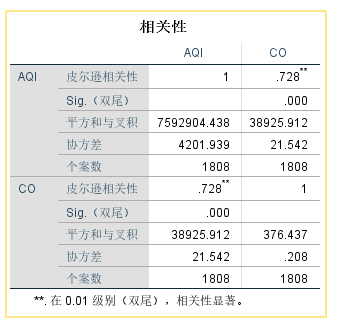 相关性
AQI CO
AQI 皮尔逊相关性 1 .728**
Sig.（双尾） .000
平方和与叉积 7592904.438 38925.912
协方差 4201.939 21.542
个案数 1808 1808
CO 皮尔逊相关性 .728** 1
Sig.（双尾） .000
平方和与叉积 38925.912 376.437
协方差 21.542 .208
个案数 1808 1808
**. 在 0.01 级别（双尾），相关性显著。